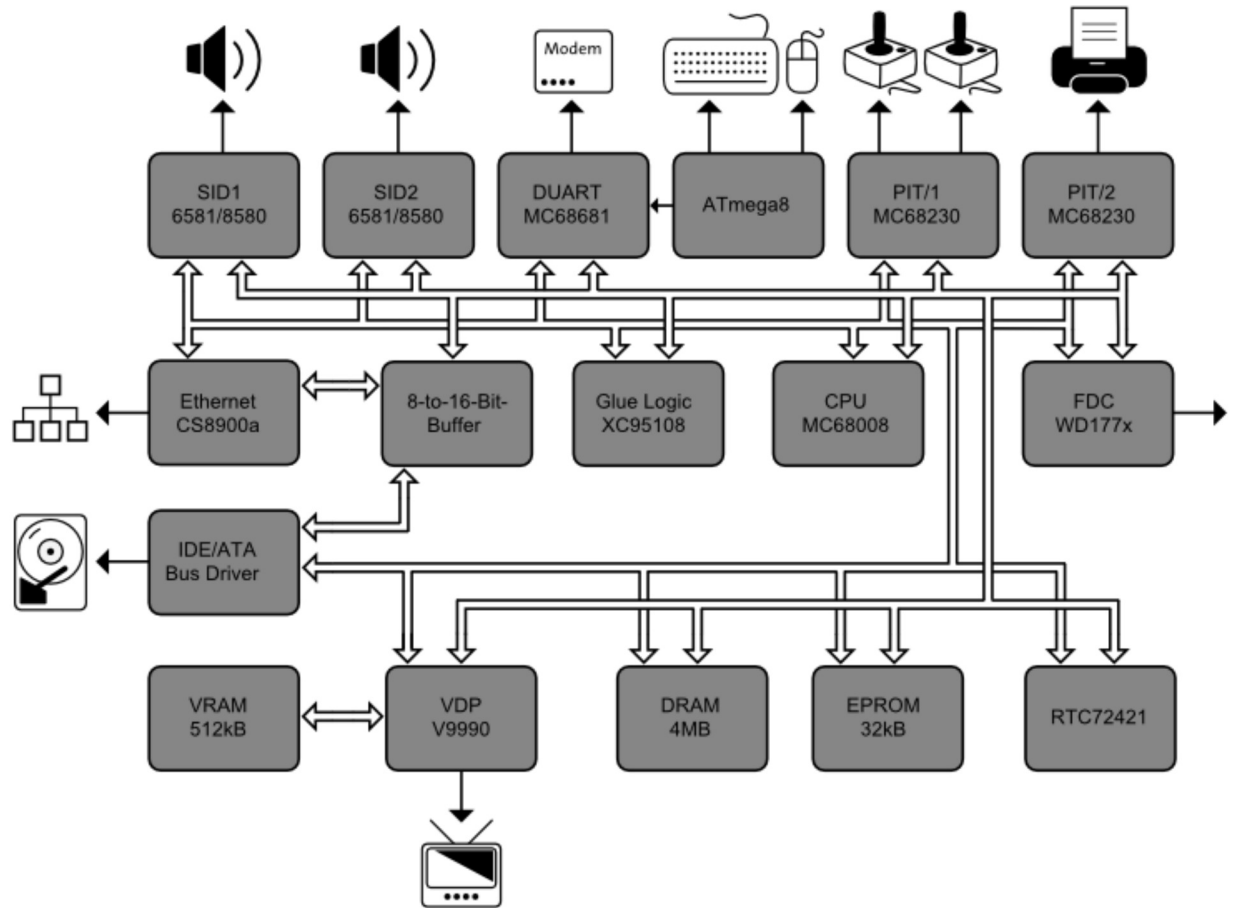 Modem
SID1
6581/8580
SID2
6581/8580
DUART
MC68681
ATmega8
PIT/1
MC68230
PIT/2
MC68230
Ethernet
CS8900a
8-to-16-Bit-
Buffer
Glue Logic
XC95108
CPU
MC68008
FDC
WD177x
IDE/ATA
Bus Driver
VRAM
512kB
VDP
V9990
DRAM
4MB
EPROM
32kB
RTC72421